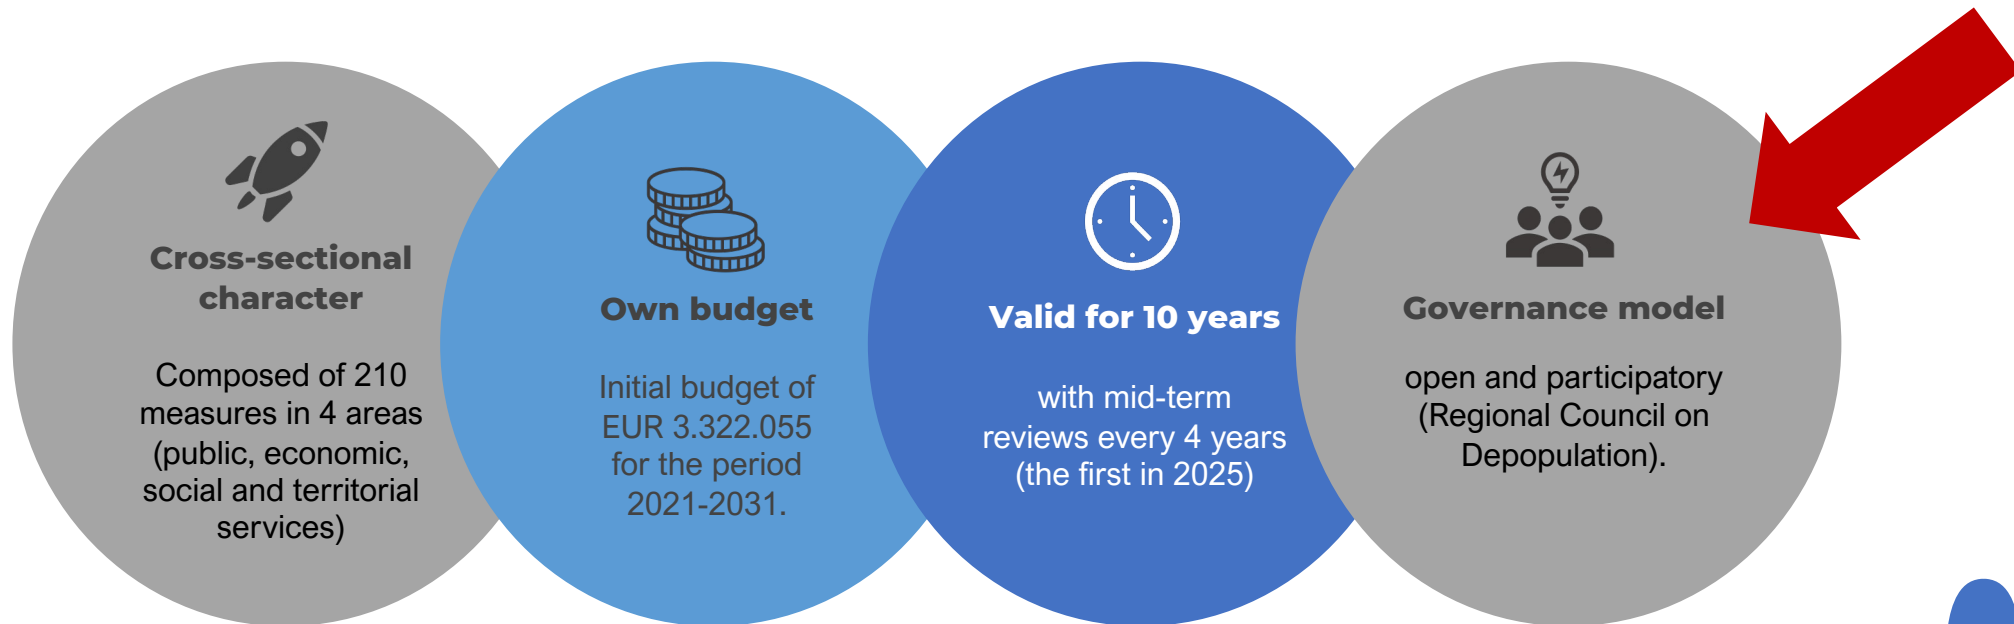 Cross-sectional
character
Composed of 210
measures in 4 areas
(public, economic,
social and territorial
services)
Own budget
Initial budget of
EUR 3.322.055
for the period
2021-2031.
Valid for 10 years
with mid-term
reviews every 4 years
(the first in 2025)
Governance model
open and participatory
(Regional Council on
Depopulation).